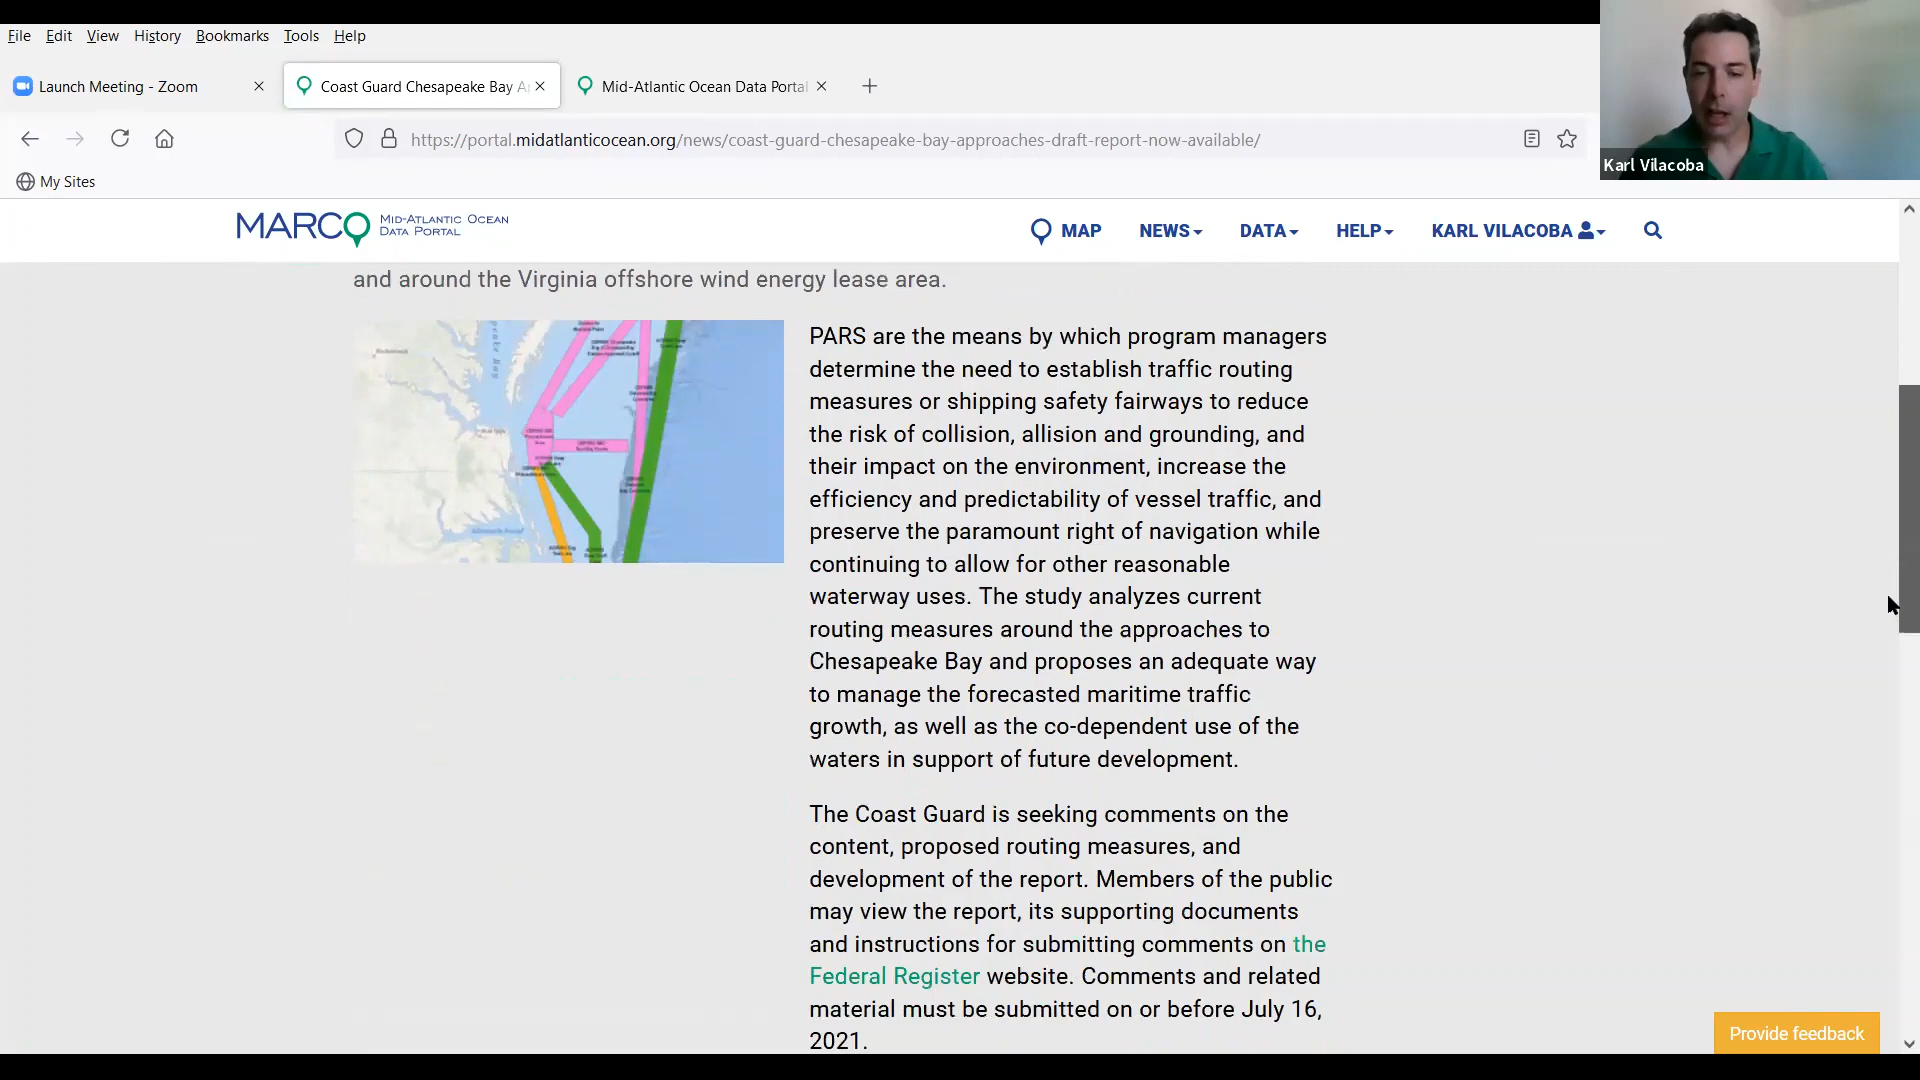 File Edit View History Bookmarks Tools Help
Launch Meeting - Zoom
Coast Guard Chesapeake Bay A
Mid-Atlantic Ocean Data Portal
https://portal.midatlanticocean.org/news/coast-guard-chesapeake-bay-approaches-draft-report-now-available/
My Sites
Karl Vilacoba
MARCO MID-ATLANTIC OCEAN
DATA PORTAL
MAP NEWS DATA HELP KARL VILACOBA
and around the Virginia offshore wind energy lease area.
PARS are the means by which program managers
determine the need to establish traffic routing
measures or shipping safety fairways to reduce
the risk of collision, allision and grounding, and
their impact on the environment, increase the
efficiency and predictability of vessel traffic, and
preserve the paramount right of navigation while
continuing to allow for other reasonable
waterway uses. The study analyzes current
routing measures around the approaches to
Chesapeake Bay and proposes an adequate way
to manage the forecasted maritime traffic
growth, as well as the co-dependent use of the
waters in support of future development.
The Coast Guard is seeking comments on the
content, proposed routing measures, and
development of the report. Members of the public
may view the report, its supporting documents
and instructions for submitting comments on the
Federal Register website. Comments and related
material must be submitted on or before July 16,
2021.
Provide feedback